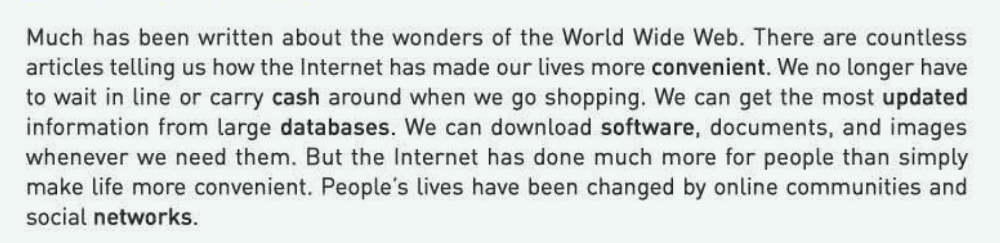 Much has been written about the wonders of the World Wide Web. There are countless
articles telling us how the Internet has made our lives more convenient. We no longer have
to wait in line or carry cash around when we go shopping. We can get the most updated
information from large databases. We can download software, documents, and images
whenever we need them. But the Internet has done much more for people than simply
make life more convenient. People's lives have been changed by online communities and
social networks.